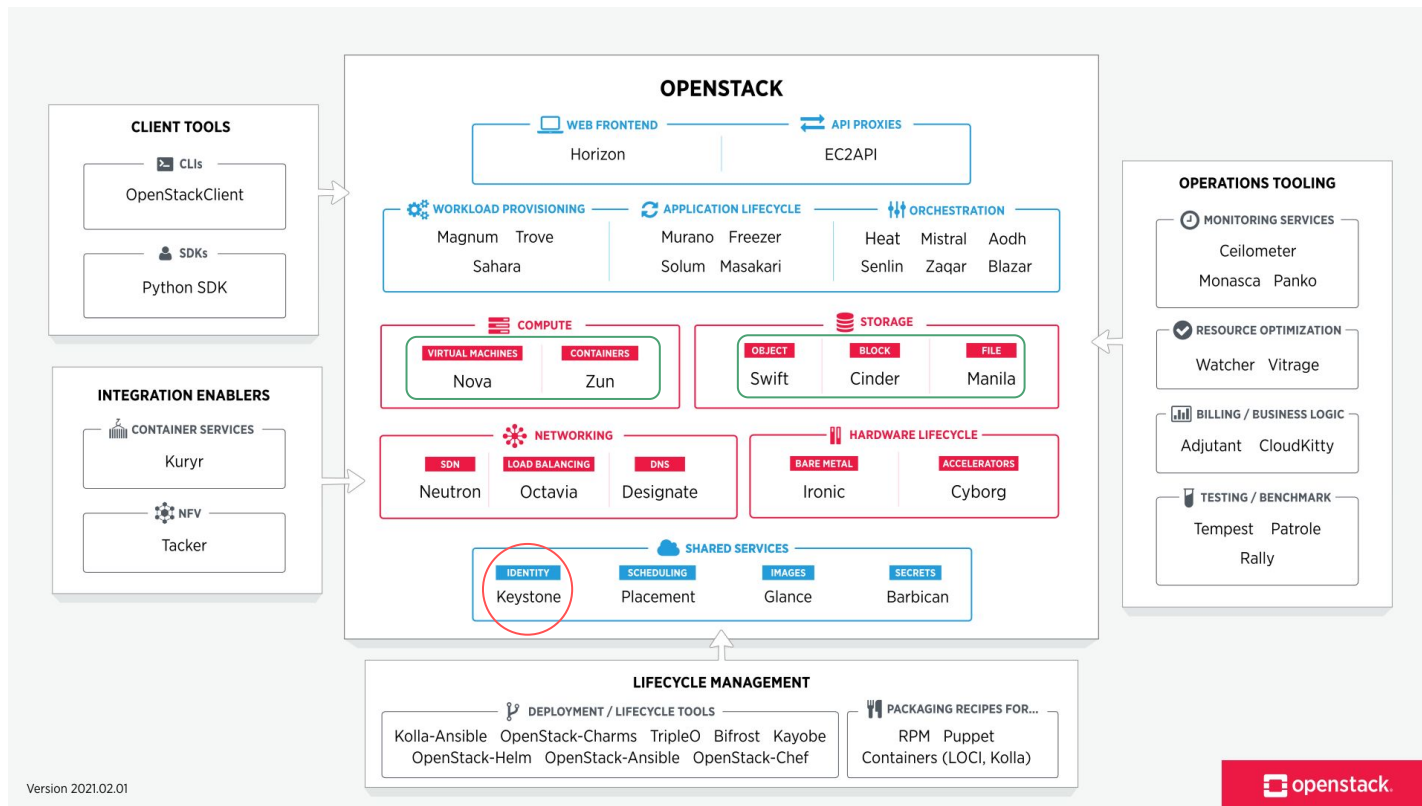 OPENSTACK
WEB FRONTEND
Horizon
API PROXIES
EC2API
WORKLOAD PROVISIONING
Magnum Trove
Sahara
APPLICATION LIFECYCLE
Murano Freezer
Solum Masakari
ORCHESTRATION
Heat Mistral Aodh
Senlin Zaqar Blazar
COMPUTE
VIRTUAL MACHINES
Nova
CONTAINERS
Zun
STORAGE
OBJECT
Swift
BLOCK
Cinder
FILE
Manila
NETWORKING
SDN
Neutron
LOAD BALANCING
Octavia
DNS
Designate
HARDWARE LIFECYCLE
BARE METAL
Ironic
ACCELERATORS
Cyborg
SHARED SERVICES
IDENTITY
Keystone
SCHEDULING
Placement
IMAGES
Glance
SECRETS
Barbican
CLIENT TOOLS
CLIs
OpenStackClient
SDKs
Python SDK
INTEGRATION ENABLERS
CONTAINER SERVICES
Kuryr
NFV
Tacker
OPERATIONS TOOLING
MONITORING SERVICES
Ceilometer
Monasca Panko
RESOURCE OPTIMIZATION
Watcher Vitrage
BILLING / BUSINESS LOGIC
Adjutant CloudKitty
TESTING / BENCHMARK
Tempest Patrole
Rally
LIFECYCLE MANAGEMENT
DEPLOYMENT / LIFECYCLE TOOLS
Kolla-Ansible OpenStack-Charms TripleO Bifrost Kayobe
OpenStack-Helm OpenStack-Ansible OpenStack-Chef
PACKAGING RECIPES FOR...
RPM Puppet
Containers (LOCI, Kolla)
Version 2021.02.01
openstack.